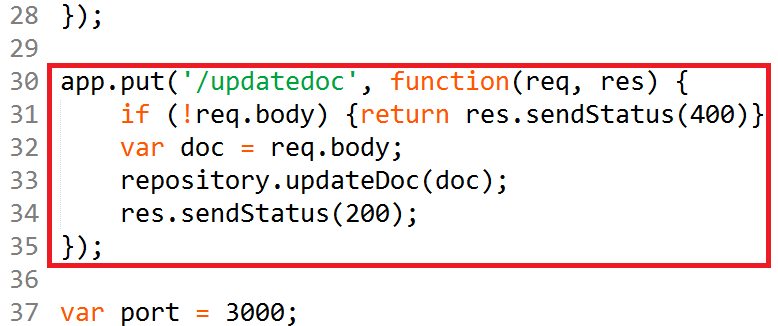 28 });
29
30 app.put('/updatedoc', function(req, res) {
31     if (!req.body) {return res.sendStatus(400)}
32     var doc = req.body;
33     repository.updateDoc(doc);
34     res.sendStatus(200);
35 });
36
37 var port = 3000;